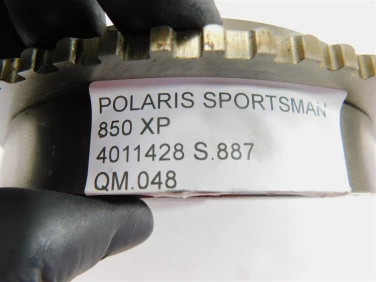 POLARIS SPORTSMAN
850 XP
4011428 S.887
QM.048